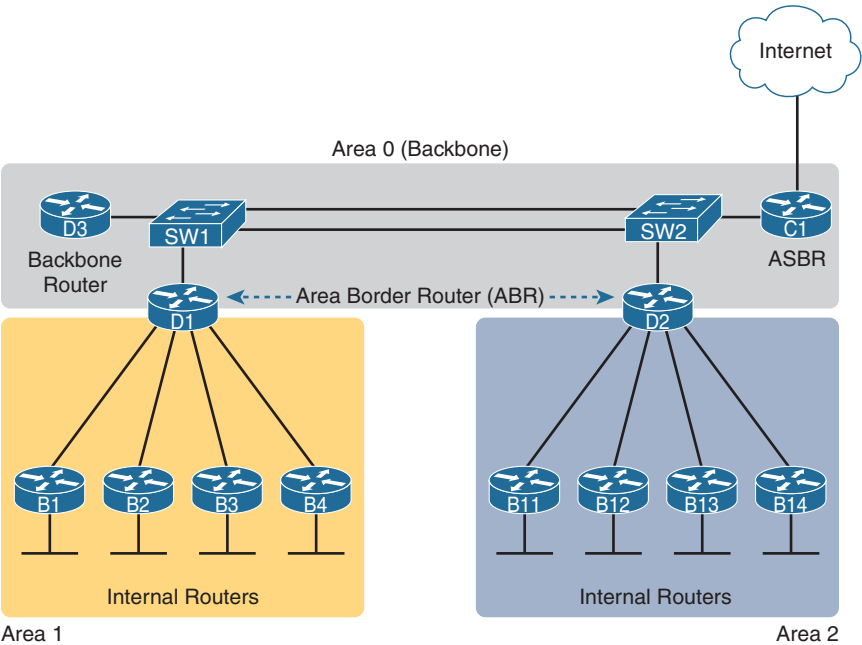 Internet
Area 0 (Backbone)
D3
SW1
SW2
C1
Backbone
Router
ASBR
Area Border Router (ABR)
D1
D2
B1
B2
B3
B4
B11
B12
B13
B14
Internal Routers
Internal Routers
Area 1
Area 2